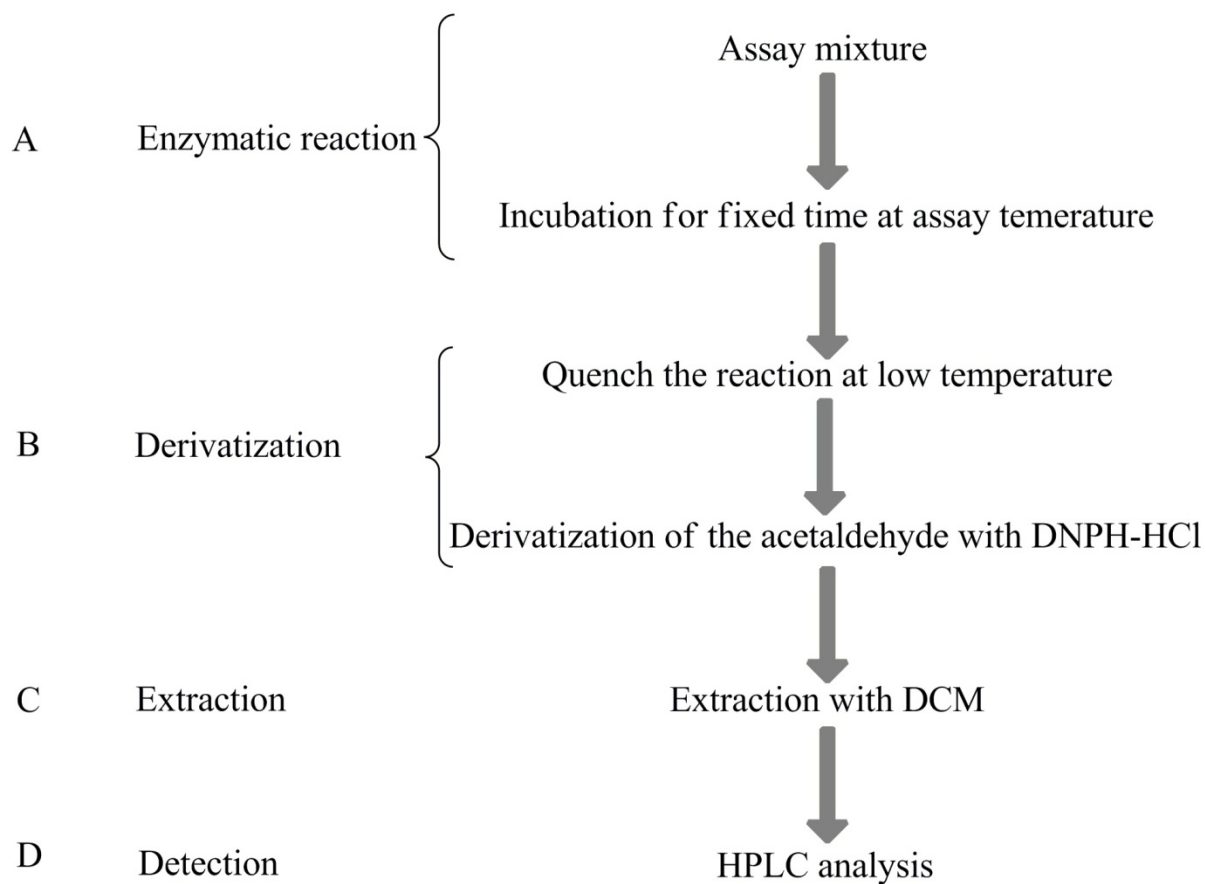 Assay mixture
A Enzymatic reaction
Incubation for fixed time at assay temerature
Quench the reaction at low temperature
B Derivatization
Derivatization of the acetaldehyde with DNPH-HCl
C Extraction Extraction with DCM
D Detection HPLC analysis